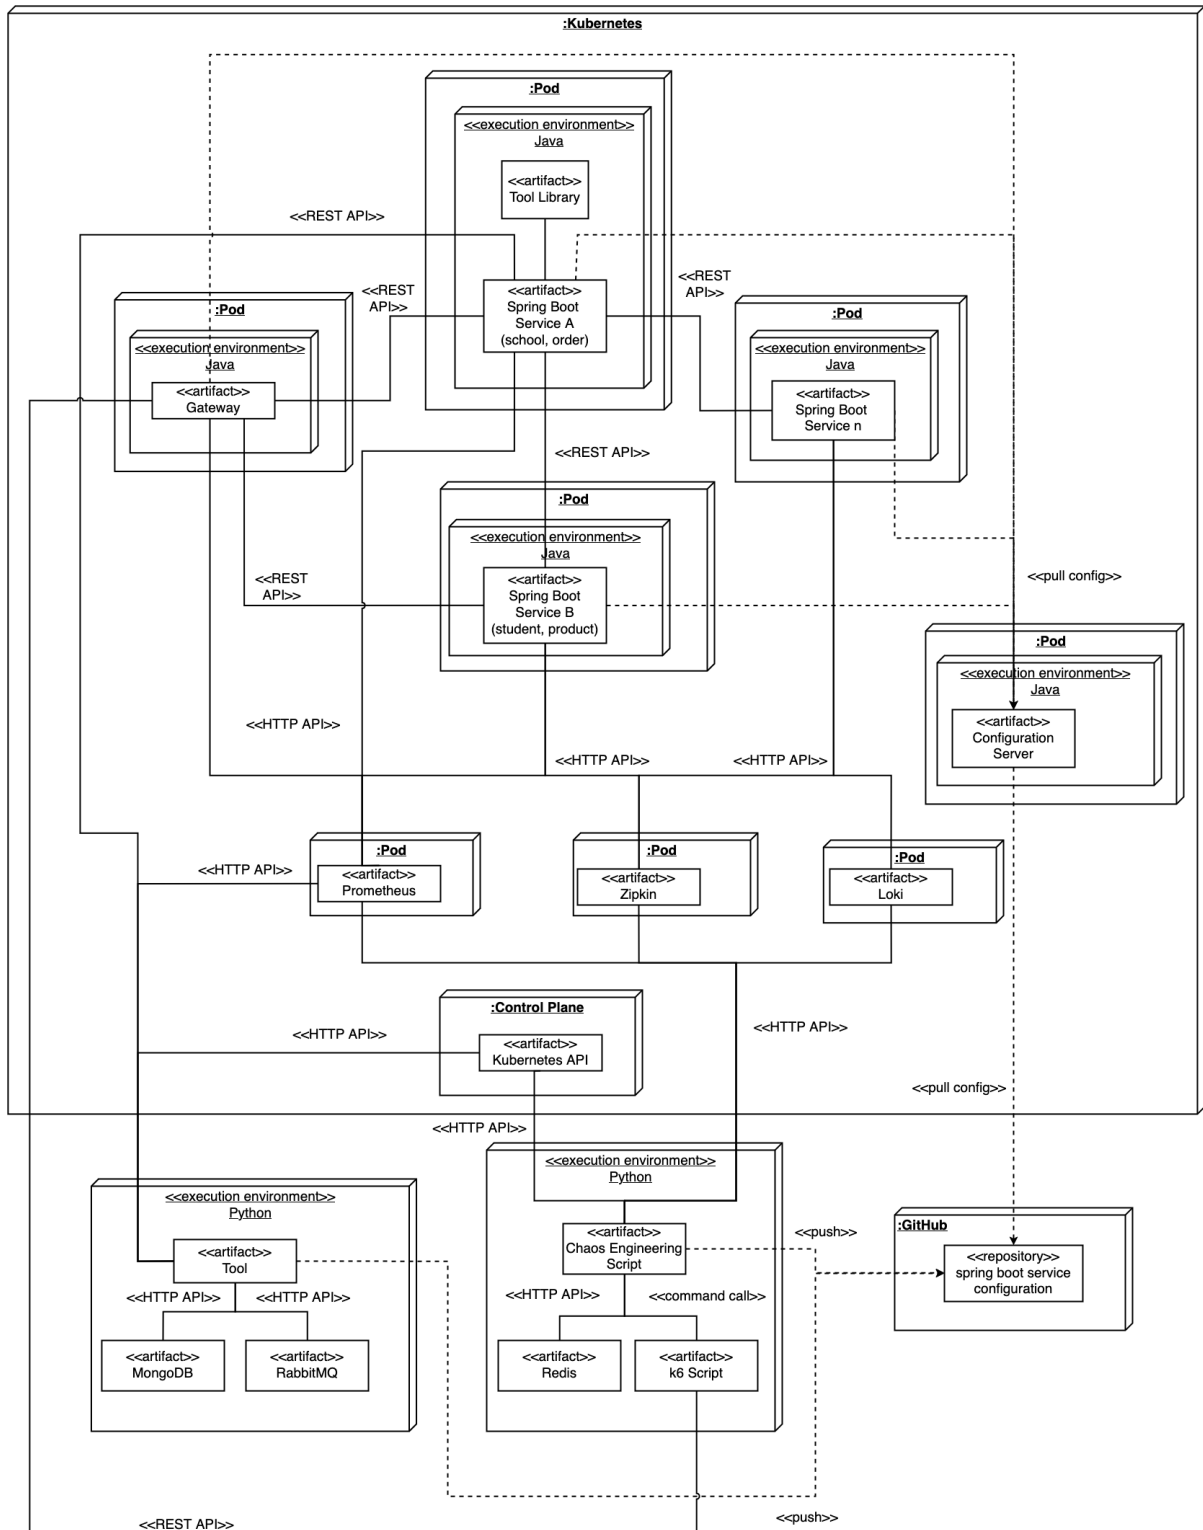 :Kubernetes
:Pod
<<execution environment>>
Java
<<artifact>>
Tool Library
<<REST API>>
<<REST
API>>
<<REST
API>>
<<artifact>>
Spring Boot
Service A
(school, order)
:Pod
<<execution environment>>
Java
<<artifact>>
Gateway
:Pod
<<execution environment>>
Java
<<artifact>>
Spring Boot
Service n
<<REST API>>
:Pod
<<execution environment>>
Java
<<artifact>>
Spring Boot
Service B
(student, product)
<<REST
API>>
<<pull config>>
:Pod
<<execution environment>>
Java
<<artifact>>
Configuration
Server
<<HTTP API>>
<<HTTP API>>
<<HTTP API>>
:Pod
<<artifact>>
Prometheus
:Pod
<<artifact>>
Zipkin
:Pod
<<artifact>>
Loki
<<HTTP API>>
:Control Plane
<<artifact>>
Kubernetes API
<<HTTP API>>
<<HTTP API>>
<<pull config>>
<<HTTP API>>
<<execution environment>>
Python
<<artifact>>
Tool
<<HTTP API>>
<<HTTP API>>
<<artifact>>
MongoDB
<<artifact>>
RabbitMQ
<<execution environment>>
Python
<<artifact>>
Chaos Engineering
Script
<<HTTP API>>
<<command call>>
<<artifact>>
Redis
<<artifact>>
k6 Script
<<push>>
:GitHub
<<repository>>
spring boot service
configuration
<<push>>
<<REST API>>